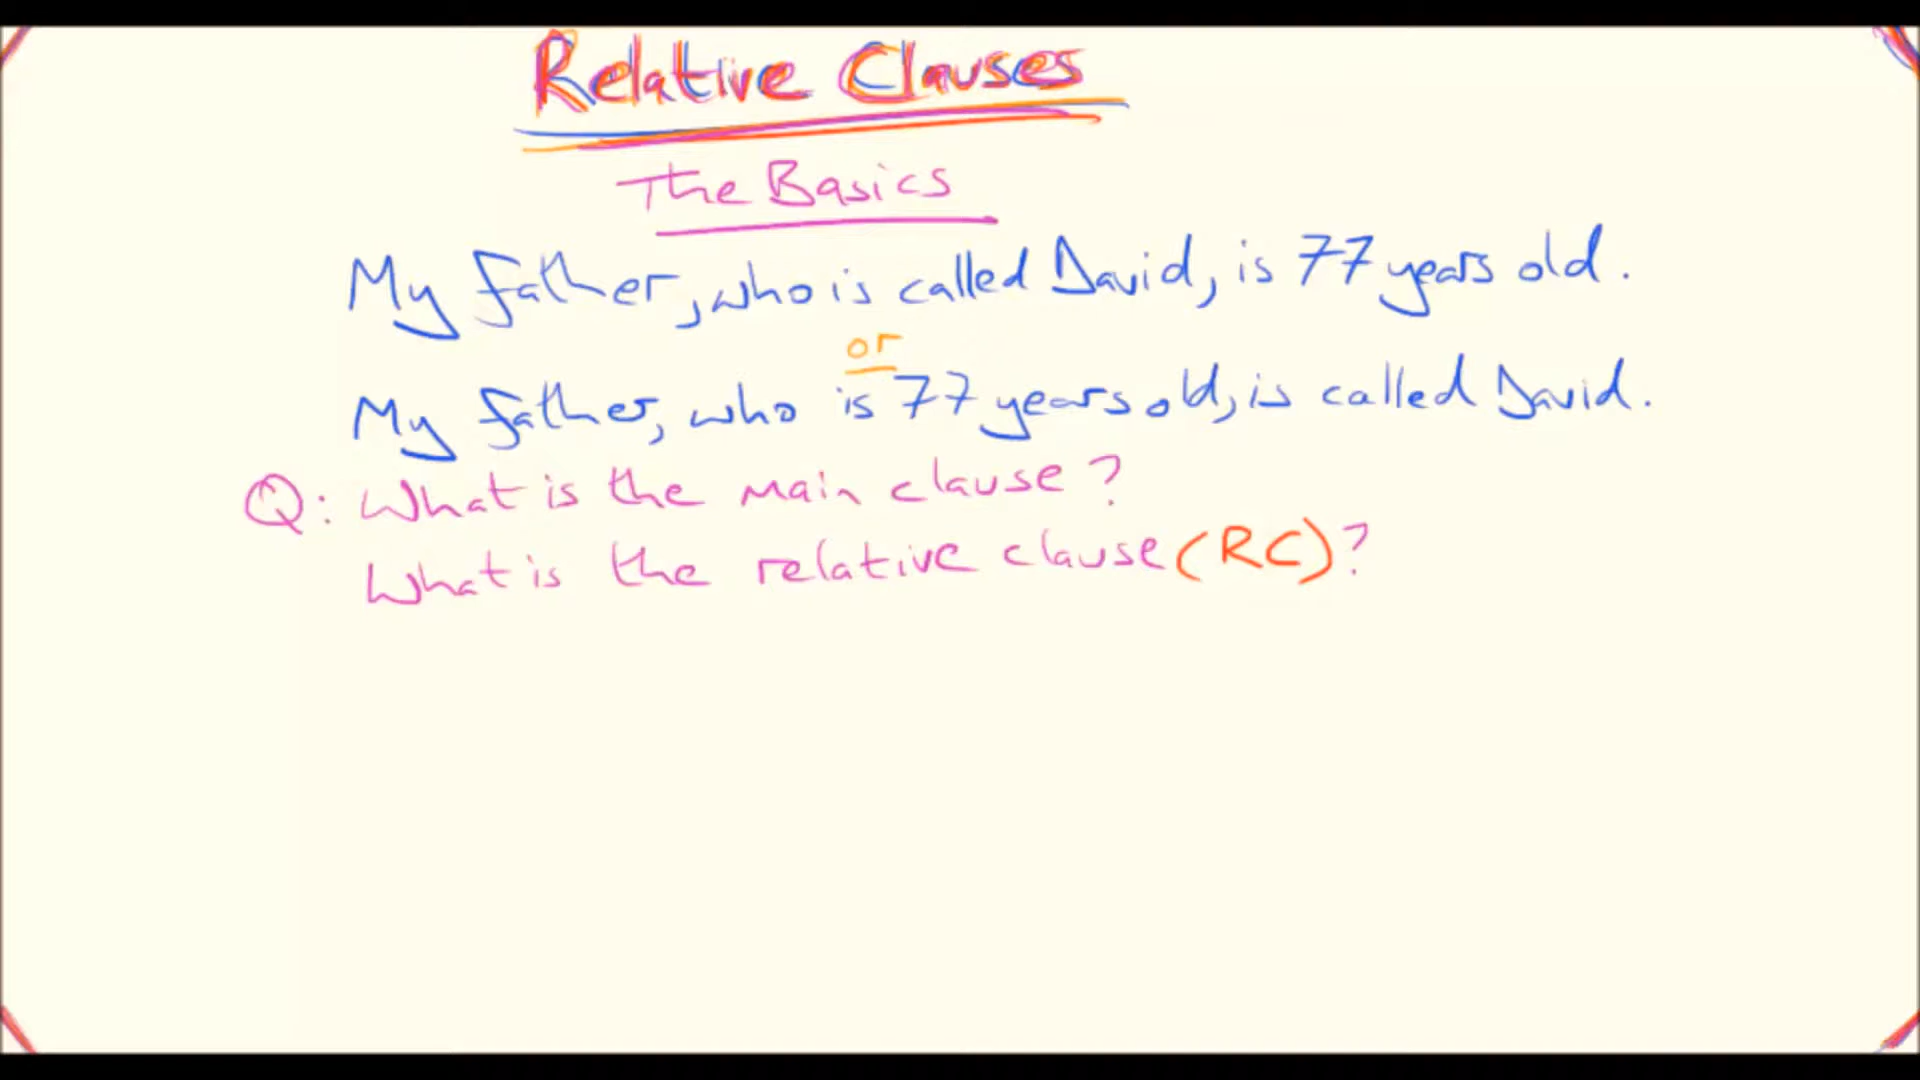 Relative Clauses
The Basics
My father, who is called David, is 77 years old.
or
My father, who is 77 years old, is called David.
Q: What is the main clause?
What is the relative clause (RC)?